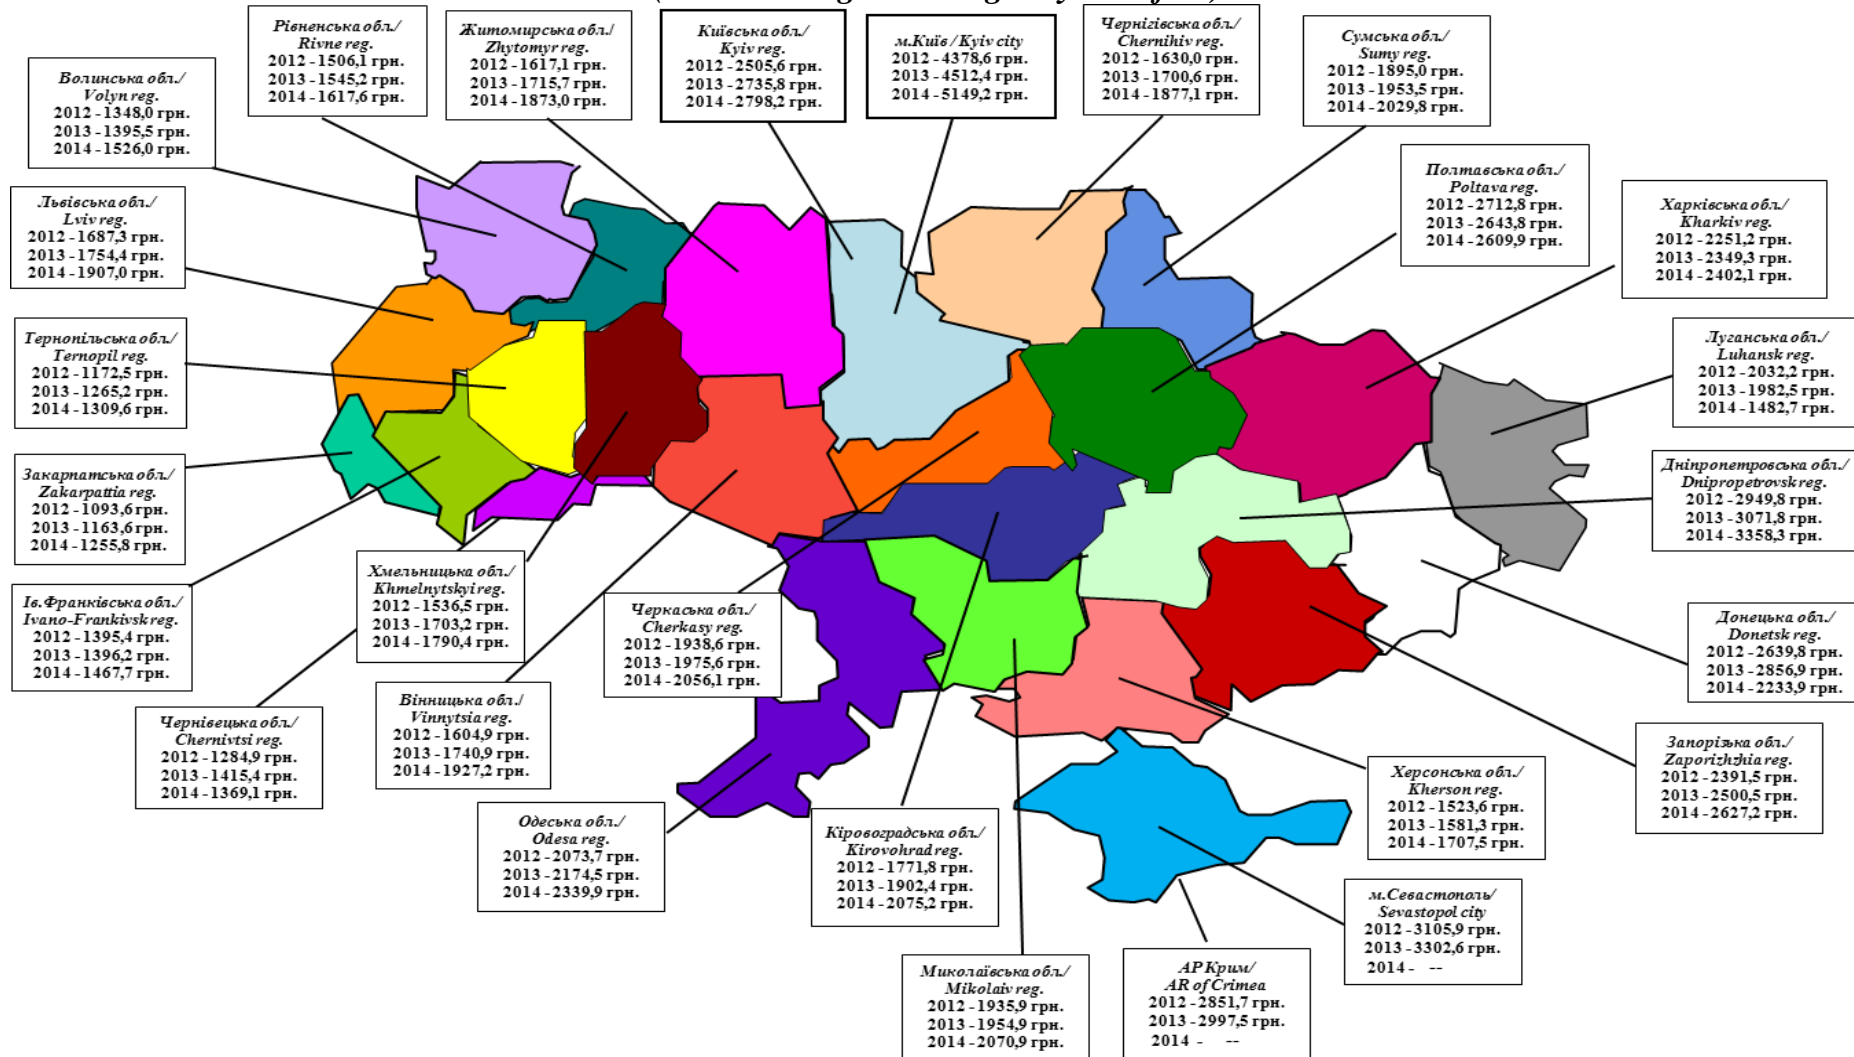 Рівненська обл./
Rivne reg.
2012 - 1506,1 грн.
2013 - 1545,2 грн.
2014 - 1617,6 грн.
Житомирська обл./
Zhytomyr reg.
2012 - 1617,1 грн.
2013 - 1715,7 грн.
2014 - 1873,0 грн.
Київська обл./
Kyiv reg.
2012 - 2505,6 грн.
2013 - 2735,8 грн.
2014 - 2798,2 грн.
м.Київ / Kyiv city
2012 - 4378,6 грн.
2013 - 4512,4 грн.
2014 - 5149,2 грн.
Чернігівська обл./
Chernihiv reg.
2012 - 1630,0 грн.
2013 - 1700,6 грн.
2014 - 1877,1 грн.
Сумська обл./
Sumy reg.
2012 - 1895,0 грн.
2013 - 1953,5 грн.
2014 - 2029,8 грн.
Волинська обл./
Volyn reg.
2012 - 1348,0 грн.
2013 - 1395,5 грн.
2014 - 1526,0 грн.
Полтавська обл./
Poltava reg.
2012 - 2712,8 грн.
2013 - 2643,8 грн.
2014 - 2609,9 грн.
Львівська обл./
Lviv reg.
2012 - 1687,3 грн.
2013 - 1754,4 грн.
2014 - 1907,0 грн.
Харківська обл./
Kharkiv reg.
2012 - 2251,2 грн.
2013 - 2349,3 грн.
2014 - 2402,1 грн.
Тернопільська обл./
Ternopil reg.
2012 - 1172,5 грн.
2013 - 1265,2 грн.
2014 - 1309,6 грн.
Луганська обл./
Luhansk reg.
2012 - 2032,2 грн.
2013 - 1982,5 грн.
2014 - 1482,7 грн.
Закарпатська обл./
Zakarpattia reg.
2012 - 1093,6 грн.
2013 - 1163,6 грн.
2014 - 1255,8 грн.
Дніпропетровська обл./
Dnipropetrovsk reg.
2012 - 2949,8 грн.
2013 - 3071,8 грн.
2014 - 3358,3 грн.
Ів.Франківська обл./
Ivano-Frankivsk reg.
2012 - 1395,4 грн.
2013 - 1396,2 грн.
2014 - 1467,7 грн.
Хмельницька обл./
Khmelnytskyi reg.
2012 - 1536,5 грн.
2013 - 1703,2 грн.
2014 - 1790,4 грн.
Черкаська обл./
Cherkasy reg.
2012 - 1938,6 грн.
2013 - 1975,6 грн.
2014 - 2056,1 грн.
Донецька обл./
Donetsk reg.
2012 - 2639,8 грн.
2013 - 2856,9 грн.
2014 - 2233,9 грн.
Чернівецька обл./
Chernivtsi reg.
2012 - 1284,9 грн.
2013 - 1415,4 грн.
2014 - 1369,1 грн.
Вінницька обл./
Vinnytsia reg.
2012 - 1604,9 грн.
2013 - 1740,9 грн.
2014 - 1927,2 грн.
Запорізька обл./
Zaporizhzhia reg.
2012 - 2391,5 грн.
2013 - 2500,5 грн.
2014 - 2627,2 грн.
Херсонська обл./
Kherson reg.
2012 - 1523,6 грн.
2013 - 1581,3 грн.
2014 - 1707,5 грн.
Одеська обл./
Odesa reg.
2012 - 2073,7 грн.
2013 - 2174,5 грн.
2014 - 2339,9 грн.
Кіровоградська обл./
Kirovohrad reg.
2012 - 1771,8 грн.
2013 - 1902,4 грн.
2014 - 2075,2 грн.
м.Севастополь/
Sevastopol city
2012 - 3105,9 грн.
2013 - 3302,6 грн.
2014 - --
Миколаївська обл./
Mikolaiv reg.
2012 - 1935,9 грн.
2013 - 1954,9 грн.
2014 - 2070,9 грн.
АР Крим/
AR of Crimea
2012 - 2851,7 грн.
2013 - 2997,5 грн.
2014 - --